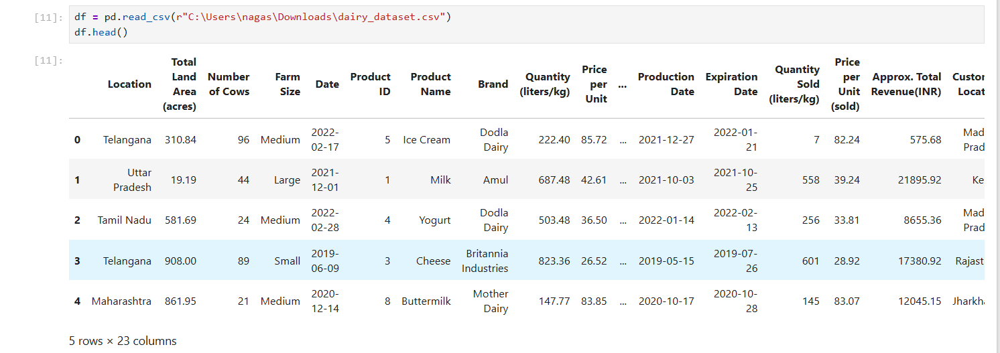 [11]: df = pd.read_csv(r"C:\Users\nagas\Downloads\dairy_dataset.csv")
df.head()
[11]:
Location Total Land Area (acres) Number of Cows Farm Size Date Product ID Product Name Brand Quantity (liters/kg) Price per Unit ... Production Date Expiration Date Quantity Sold (liters/kg) Price per Unit (sold) Approx. Total Revenue(INR)
0 Telangana 310.84 96 Medium 2022-02-17 5 Ice Cream Dodla Dairy 222.40 85.72 ... 2021-12-27 2022-01-21 7 82.24 575.68 Mad Prad
1 Uttar Pradesh 19.19 44 Large 2021-12-01 1 Milk Amul 687.48 42.61 ... 2021-10-03 2021-10-25 558 39.24 21895.92 Ke
2 Tamil Nadu 581.69 24 Medium 2022-02-28 4 Yogurt Dodla Dairy 503.48 36.50 ... 2022-01-14 2022-02-13 256 33.81 8655.36 Mad Prad
3 Telangana 908.00 89 Small 2019-06-09 3 Cheese Britannia Industries 823.36 26.52 ... 2019-05-15 2019-07-26 601 28.92 17380.92 Rajast
4 Maharashtra 861.95 21 Medium 2020-12-14 8 Buttermilk Mother Dairy 147.77 83.85 ... 2020-10-17 2020-10-28 145 83.07 12045.15 Jharkh
5 rows × 23 columns